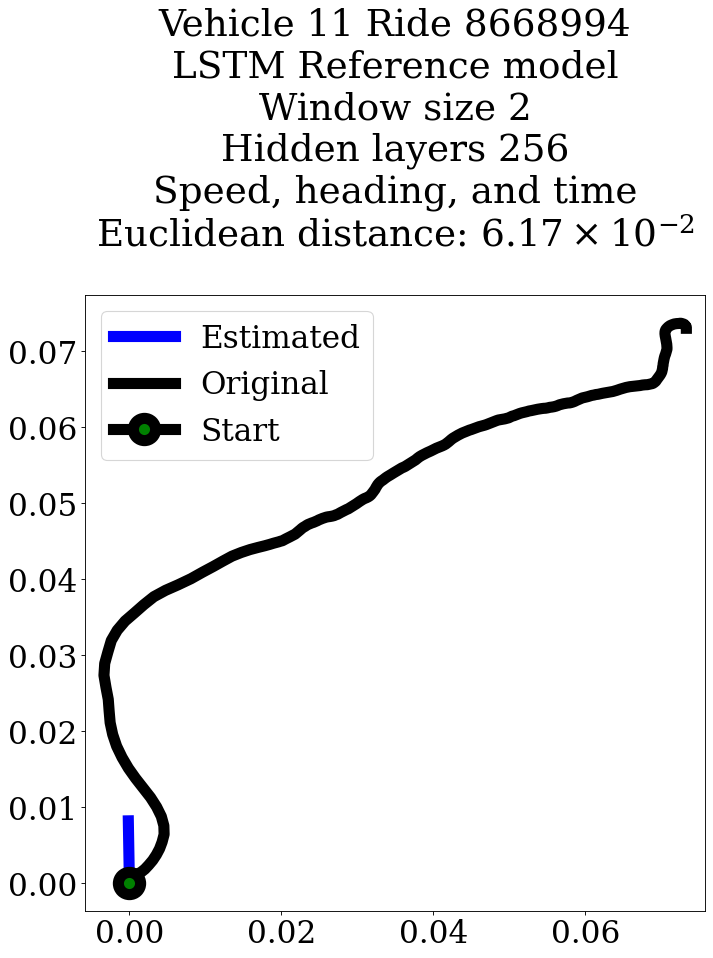 Vehicle 11 Ride 8668994
LSTM Reference model
Window size 2
Hidden layers 256
Speed, heading, and time
Euclidean distance: 6.17 × 10⁻²
Estimated
Original
Start
0.07
0.06
0.05
0.04
0.03
0.02
0.01
0.00
0.00 0.02 0.04 0.06